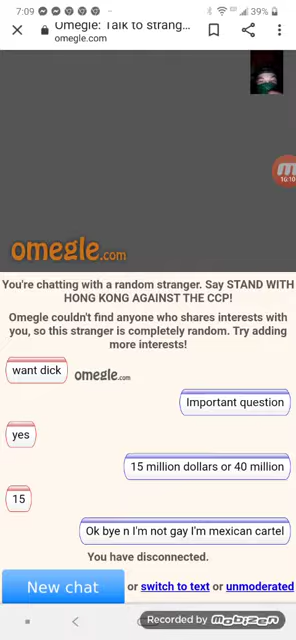 7:09
39%
Omegle: Talk to strang...
omegle.com
10:10
omegle.com
You're chatting with a random stranger. Say STAND WITH
HONG KONG AGAINST THE CCP!
Omegle couldn't find anyone who shares interests with
you, so this stranger is completely random. Try adding
more interests!
want dick
omegle.com
Important question
yes
15 million dollars or 40 million
15
Ok bye n I'm not gay I'm mexican cartel
You have disconnected.
New chat or switch to text or unmoderated
Recorded by Mobizen